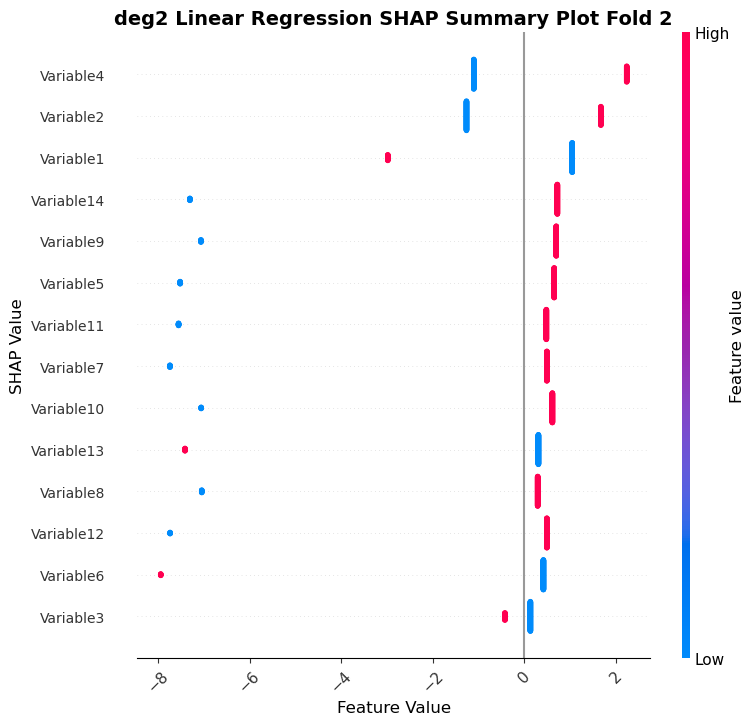 deg2 Linear Regression SHAP Summary Plot Fold 2
High
Variable4
Variable2
Variable1
Variable14
Variable9
Variable5
Variable11
Variable7
Variable10
Variable13
Variable8
Variable12
Variable6
Variable3
SHAP Value
Feature value
Low
−8 −6 −4 −2 0 2
Feature Value